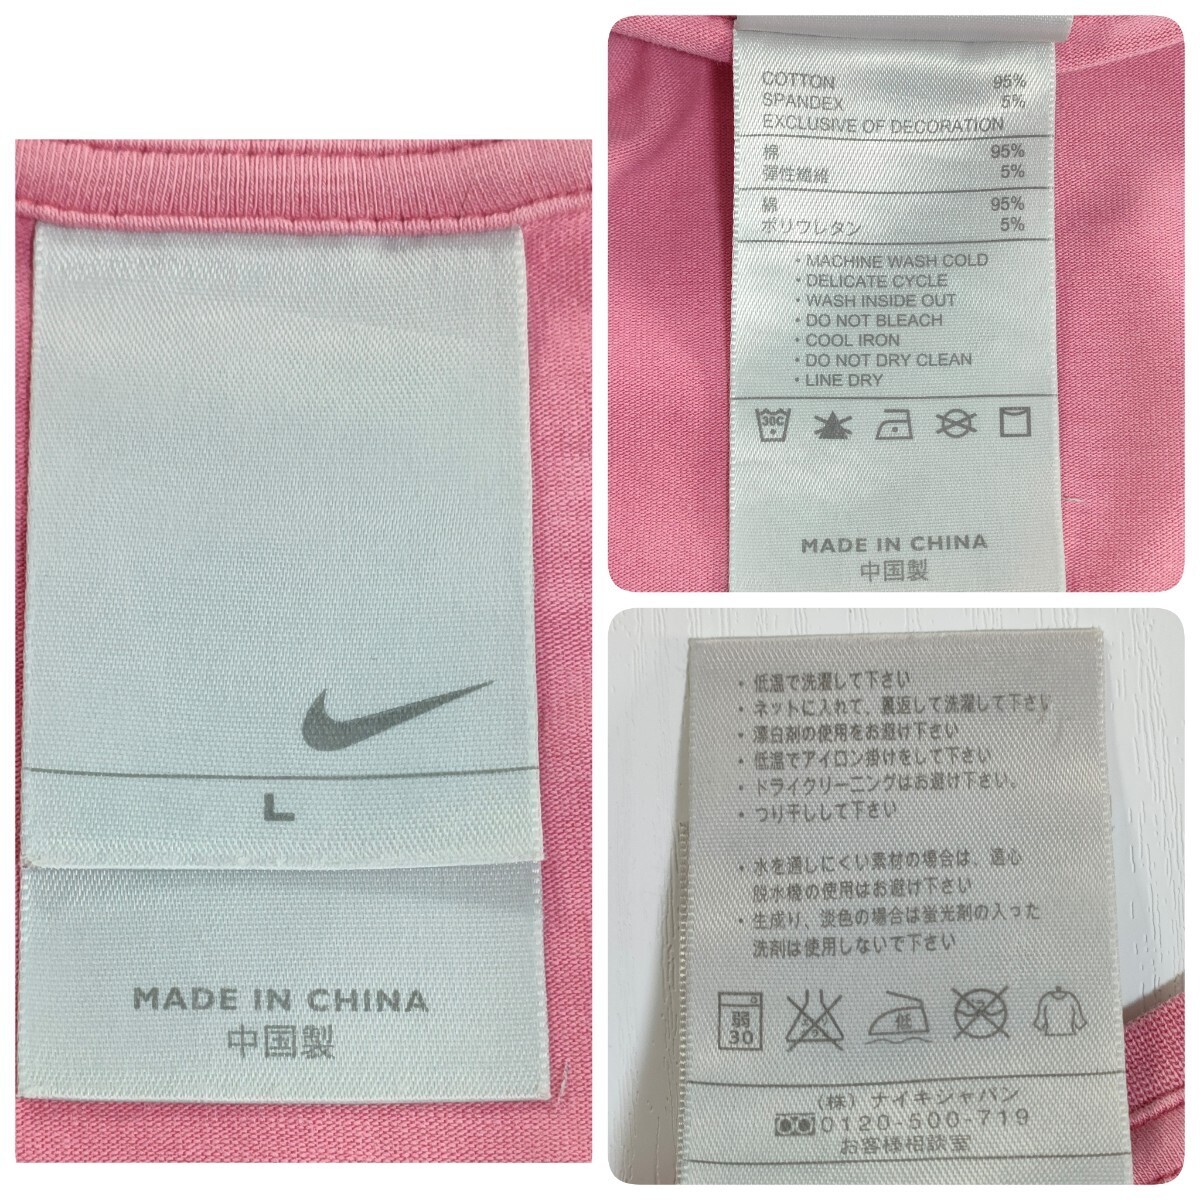 L
MADE IN CHINA
中国製
COTTON 95%
SPANDEX 5%
EXCLUSIVE OF DECORATION
棉 95%
彈性纖維 5%
綿 95%
ポリウレタン 5%
・MACHINE WASH COLD
・DELICATE CYCLE
・WASH INSIDE OUT
・DO NOT BLEACH
・COOL IRON
・DO NOT DRY CLEAN
・LINE DRY
30C
MADE IN CHINA
中国製
・低温で洗濯して下さい
・ネットに入れて、裏返して洗濯して下さい
・漂白剤の使用をお避け下さい
・低温でアイロン掛けをして下さい
・ドライクリーニングはお避け下さい。
・つり干しして下さい
・水を通しにくい素材の場合は、遠心
脱水機の使用はお避け下さい
・生成り、淡色の場合は蛍光剤の入った
洗剤は使用しないで下さい
弱 低
30
(株) ナイキジャパン
0120-500-719
お客様相談室